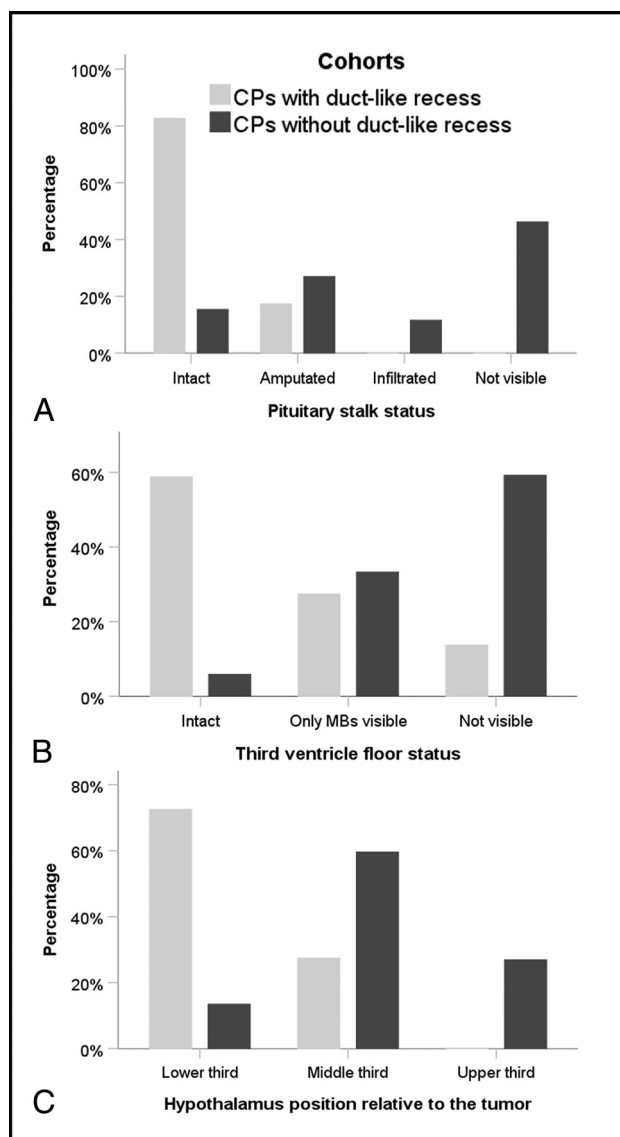 Cohorts
CPs with duct-like recess
CPs without duct-like recess
Percentage
100%
80%
60%
40%
20%
0%
Intact Amputated Infiltrated Not visible
A
Pituitary stalk status
Percentage
60%
40%
20%
0%
Intact Only MBs visible Not visible
B
Third ventricle floor status
Percentage
80%
60%
40%
20%
0%
Lower third Middle third Upper third
C
Hypothalamus position relative to the tumor